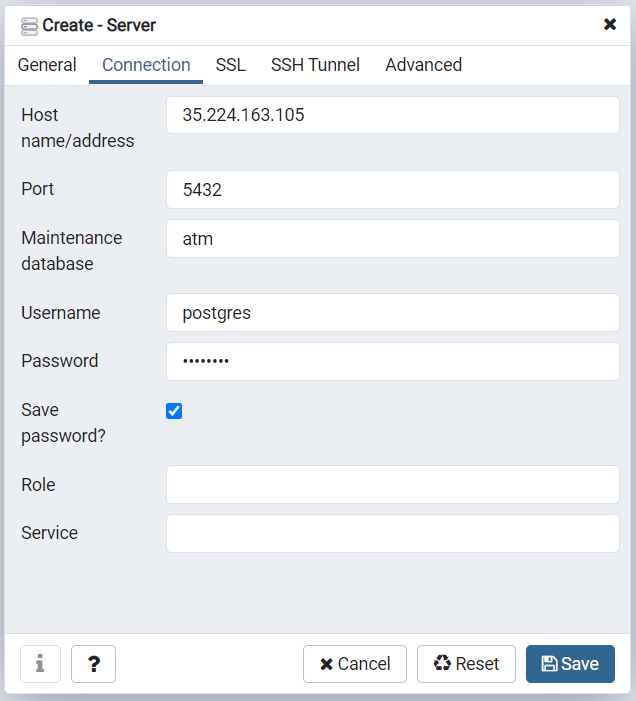 Create - Server
General Connection SSL SSH Tunnel Advanced
Host name/address 35.224.163.105
Port 5432
Maintenance database atm
Username postgres
Password ••••••••
Save password?
Role
Service
i ? Cancel Reset Save